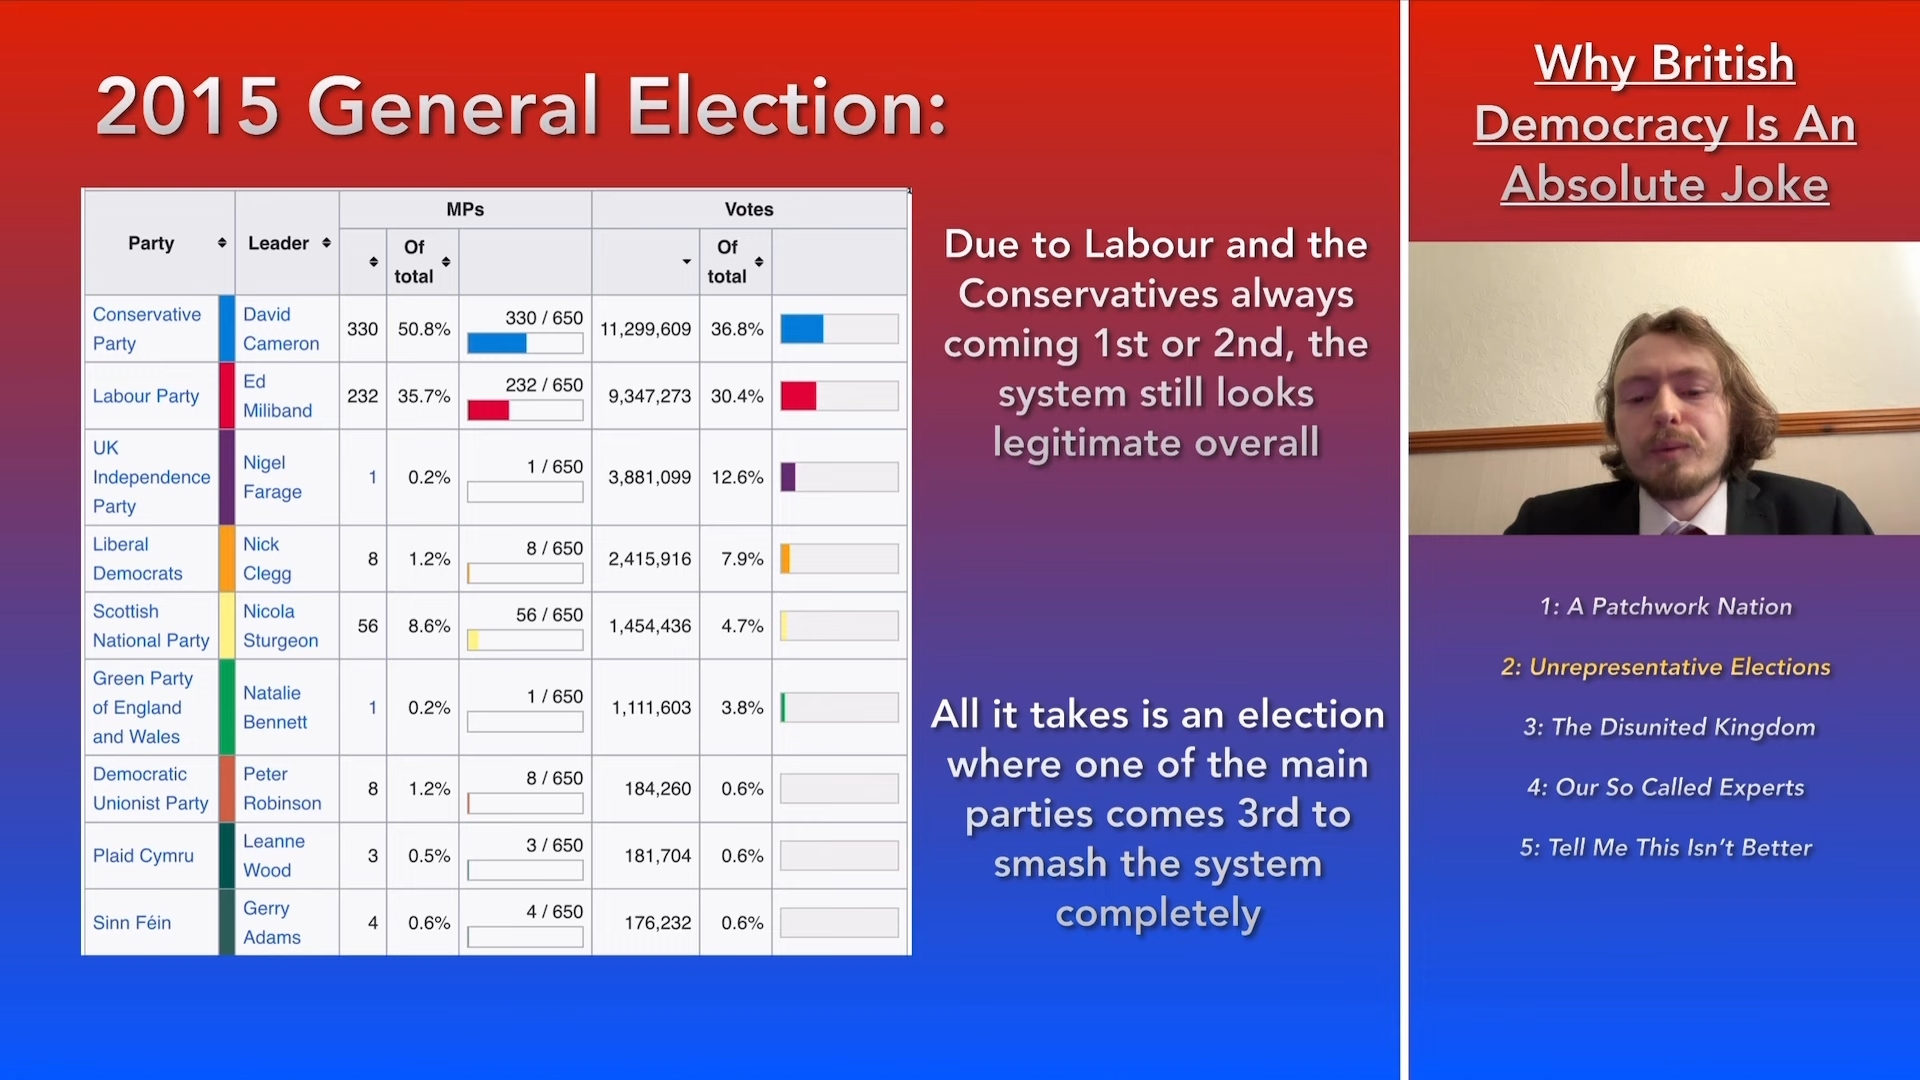 2015 General Election:
MPs
Votes
Party
Leader
Of
total
Of
total
Conservative
Party
David
Cameron
330
50.8%
330 / 650
11,299,609
36.8%
Labour Party
Ed
Miliband
232
35.7%
232 / 650
9,347,273
30.4%
UK
Independence
Party
Nigel
Farage
1
0.2%
1 / 650
3,881,099
12.6%
Liberal
Democrats
Nick
Clegg
8
1.2%
8 / 650
2,415,916
7.9%
Scottish
National Party
Nicola
Sturgeon
56
8.6%
56 / 650
1,454,436
4.7%
Green Party
of England
and Wales
Natalie
Bennett
1
0.2%
1 / 650
1,111,603
3.8%
Democratic
Unionist Party
Peter
Robinson
8
1.2%
8 / 650
184,260
0.6%
Plaid Cymru
Leanne
Wood
3
0.5%
3 / 650
181,704
0.6%
Sinn Féin
Gerry
Adams
4
0.6%
4 / 650
176,232
0.6%
Due to Labour and the
Conservatives always
coming 1st or 2nd, the
system still looks
legitimate overall
All it takes is an election
where one of the main
parties comes 3rd to
smash the system
completely
Why British
Democracy Is An
Absolute Joke
1: A Patchwork Nation
2: Unrepresentative Elections
3: The Disunited Kingdom
4: Our So Called Experts
5: Tell Me This Isn't Better